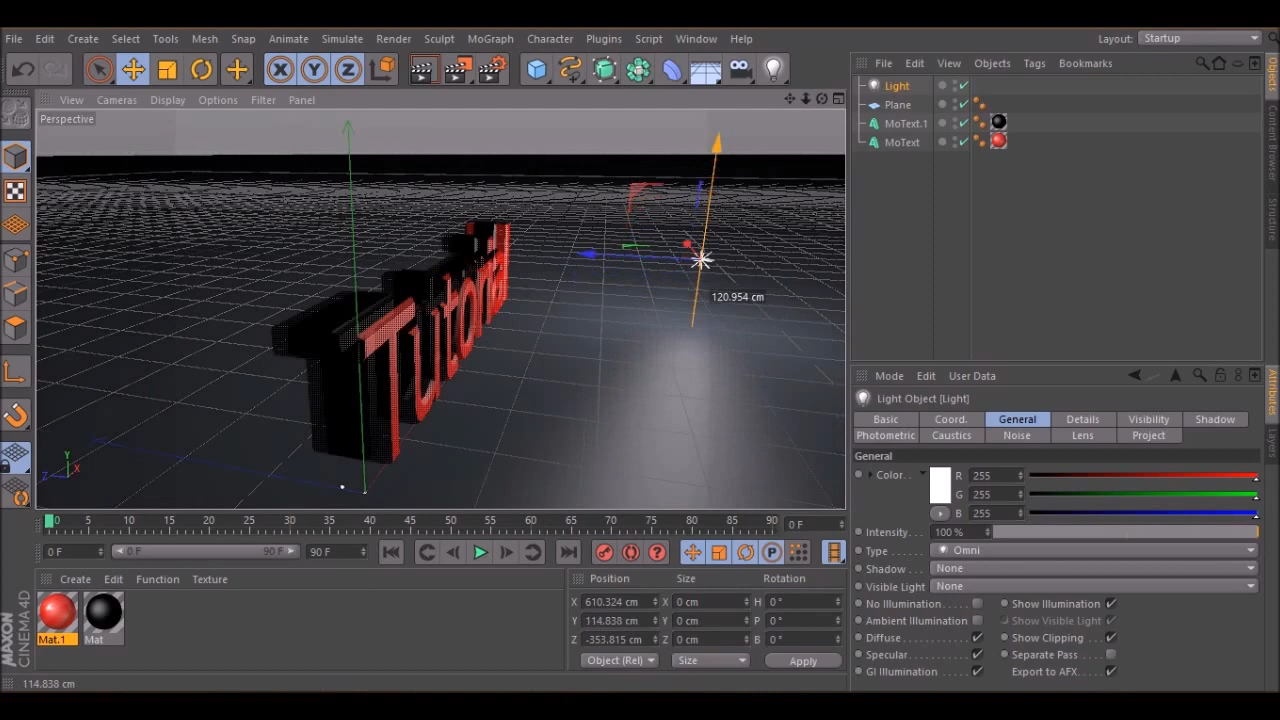 File Edit Create Select Tools Mesh Snap Animate Simulate Render Sculpt MoGraph Character Plugins Script Window Help Layout: Startup
X Y Z
File Edit View Objects Tags Bookmarks
Light
Plane
MoText.1
MoText
Objects
Content Browser
Structure
View Cameras Display Options Filter Panel
Perspective
Tutorial
120.954 cm
Y
Z X
Mode Edit User Data
Light Object [Light]
Basic Coord. General Details Visibility Shadow
Photometric Caustics Noise Lens Project
General
Color R 255
G 255
B 255
Intensity 100 %
Type Omni
Shadow None
Visible Light None
No Illumination Show Illumination
Ambient Illumination Show Visible Light
Diffuse Show Clipping
Specular Separate Pass
GI Illumination Export to AFX
Attributes
Layers
0 5 10 15 20 25 30 35 40 45 50 55 60 65 70 75 80 85 90 0 F
0 F 0 F 90 F 90 F P
Create Edit Function Texture
Mat.1 Mat
MAXON
CINEMA4D
Position Size Rotation
X 610.324 cm X 0 cm H 0 °
Y 114.838 cm Y 0 cm P 0 °
Z -353.815 cm Z 0 cm B 0 °
Object (Rel) Size Apply
114.838 cm